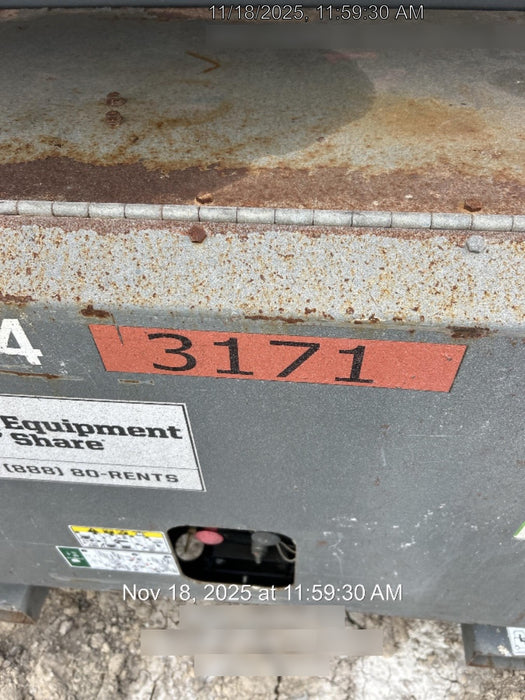 11/18/2025, 11:59:30 AM
4
3171
Equipment
Share
(888) 80-RENTS
Nov 18, 2025 at 11:59:30 AM